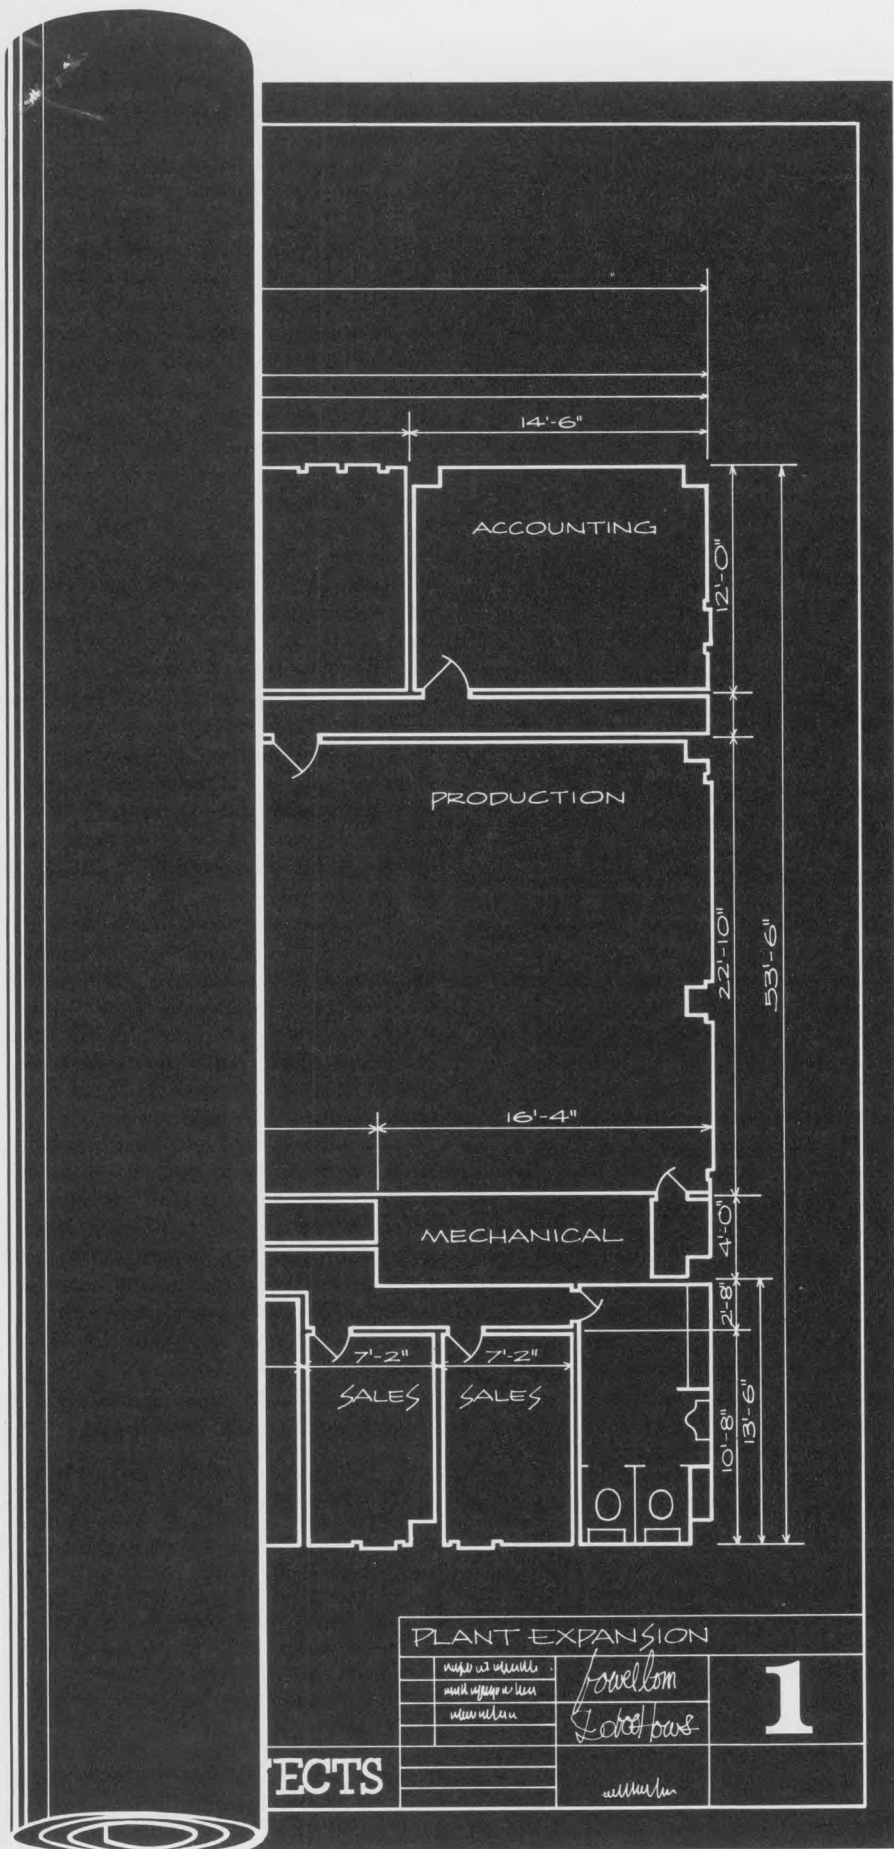 14'-6"
ACCOUNTING
12'-0"
PRODUCTION
22'-10"
53'-6"
16'-4"
MECHANICAL
4'-0"
2'-8"
7'-2" 7'-2"
SALES SALES
10'-8"
13'-6"
PLANT EXPANSION
1
ECTS